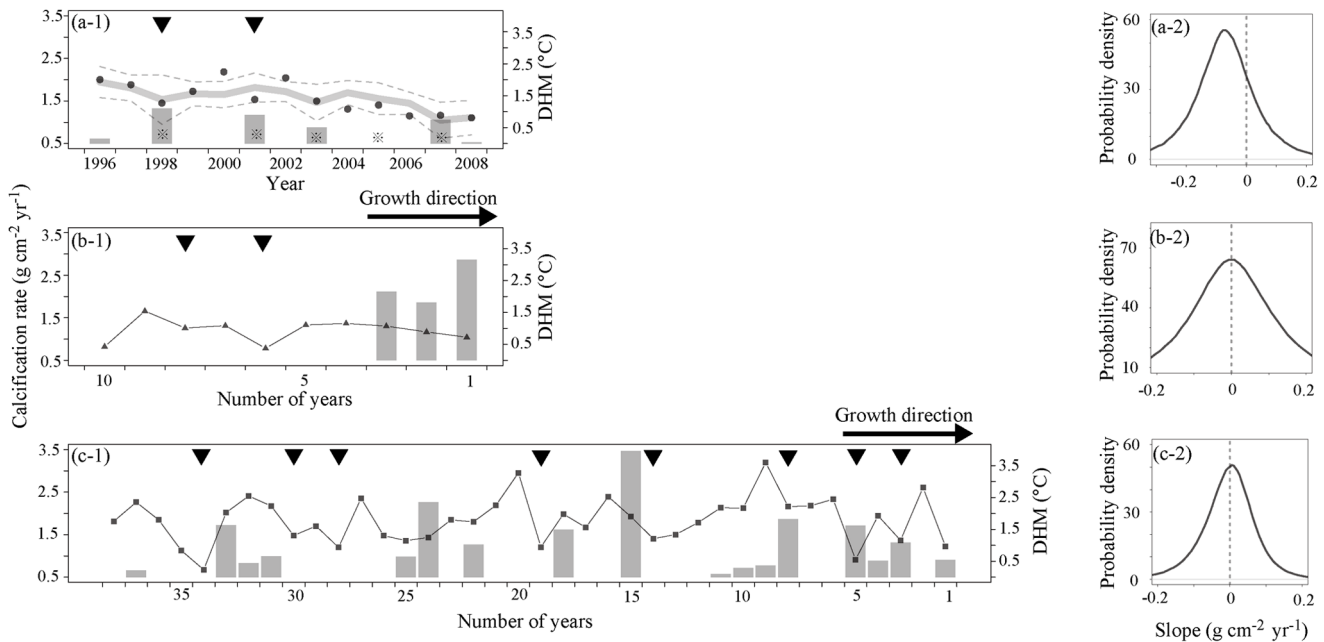 (a-1)
3.5
2.5
1.5
0.5
3.5
2.5
1.5
0.5
DHM (°C)
1996 1998 2000 2002 2004 2006 2008
Year
(a-2)
60
30
0
Probability density
-0.2 0 0.2
Growth direction
Calcification rate (g cm-2 yr-1)
(b-1)
3.5
2.5
1.5
0.5
3.5
2.5
1.5
0.5
DHM (°C)
10 5 1
Number of years
(b-2)
70
40
10
Probability density
-0.2 0 0.2
Growth direction
(c-1)
3.5
2.5
1.5
0.5
3.5
2.5
1.5
0.5
DHM (°C)
35 30 25 20 15 10 5 1
Number of years
(c-2)
60
30
0
Probability density
-0.2 0 0.2
Slope (g cm-2 yr-1)